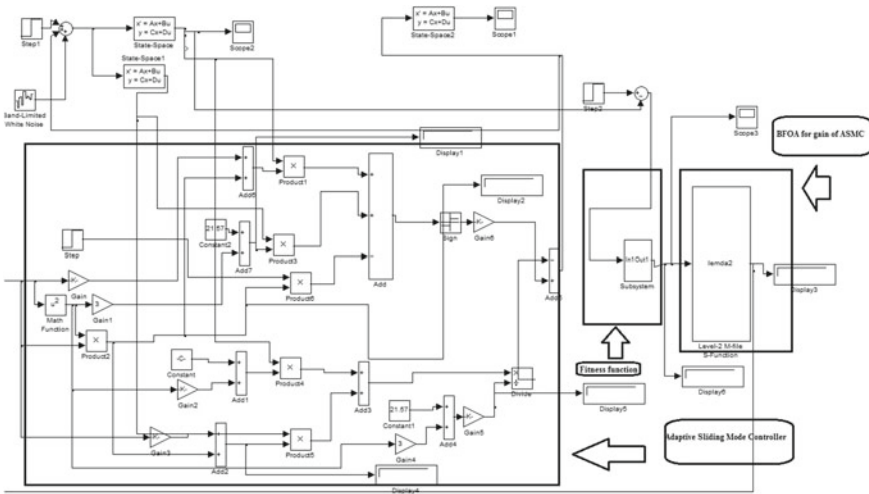 Step1
x' = Ax+Bu
y = Cx+Du
State-Space
Scope2
x' = Ax+Bu
y = Cx+Du
State-Space2
Scope1
State-Space1
x' = Ax+Bu
y = Cx+Du
Band-Limited
White Noise
Step2
Scope3
BFOA for gain of ASMC
Display1
Add6
Product1
Display2
Step
21.57
Constant2
Add7
Product3
Add
Sign
-K-
Gain6
Product6
Add5
In1 Out1
Subsystem
lemda2
Display3
-K-
Gain
u2
Math
Function
3
Gain1
Product2
Level-2 M-file
S-Function
-C-
Constant
-K-
Gain2
Add1
Product4
Add3
Divide
Fitness function
Display6
Display5
21.57
Constant1
-K-
Gain5
Add4
3
Gain4
-K-
Gain3
Add2
Product5
Display4
Adaptive Sliding Mode Controller